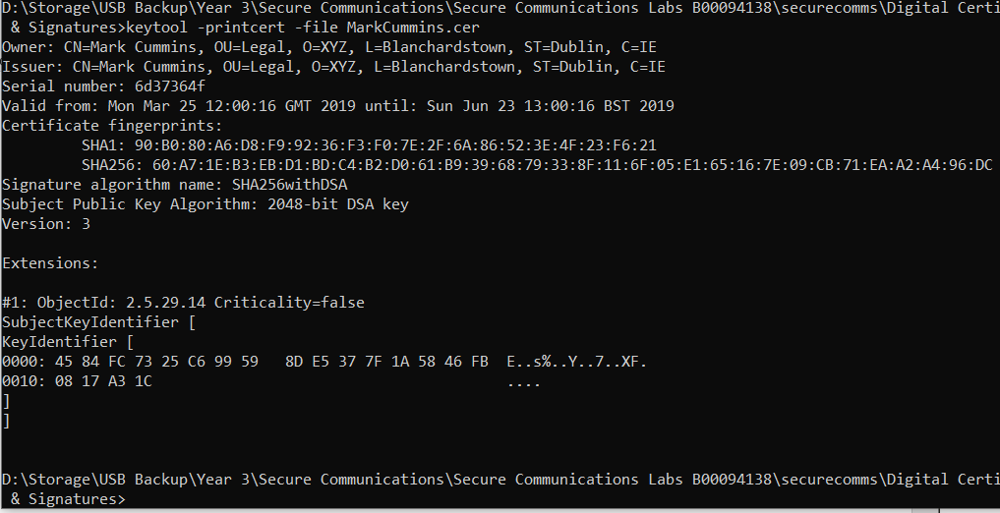 D:\Storage\USB Backup\Year 3\Secure Communications\Secure Communications Labs B00094138\securecomms\Digital Certi
 & Signatures>keytool -printcert -file MarkCummins.cer
Owner: CN=Mark Cummins, OU=Legal, O=XYZ, L=Blanchardstown, ST=Dublin, C=IE
Issuer: CN=Mark Cummins, OU=Legal, O=XYZ, L=Blanchardstown, ST=Dublin, C=IE
Serial number: 6d37364f
Valid from: Mon Mar 25 12:00:16 GMT 2019 until: Sun Jun 23 13:00:16 BST 2019
Certificate fingerprints:
         SHA1: 90:B0:80:A6:D8:F9:92:36:F3:F0:7E:2F:6A:86:52:3E:4F:23:F6:21
         SHA256: 60:A7:1E:B3:EB:D1:BD:C4:B2:D0:61:B9:39:68:79:33:8F:11:6F:05:E1:65:16:7E:09:CB:71:EA:A2:A4:96:DC
Signature algorithm name: SHA256withDSA
Subject Public Key Algorithm: 2048-bit DSA key
Version: 3

Extensions:

#1: ObjectId: 2.5.29.14 Criticality=false
SubjectKeyIdentifier [
KeyIdentifier [
0000: 45 84 FC 73 25 C6 99 59   8D E5 37 7F 1A 58 46 FB  E..s%..Y..7..XF.
0010: 08 17 A3 1C                                        ....
]
]

D:\Storage\USB Backup\Year 3\Secure Communications\Secure Communications Labs B00094138\securecomms\Digital Certi
 & Signatures>